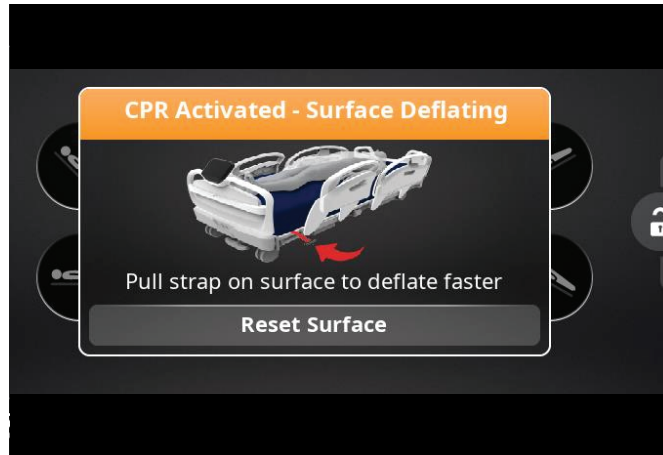 CPR Activated - Surface Deflating
Pull strap on surface to deflate faster
Reset Surface